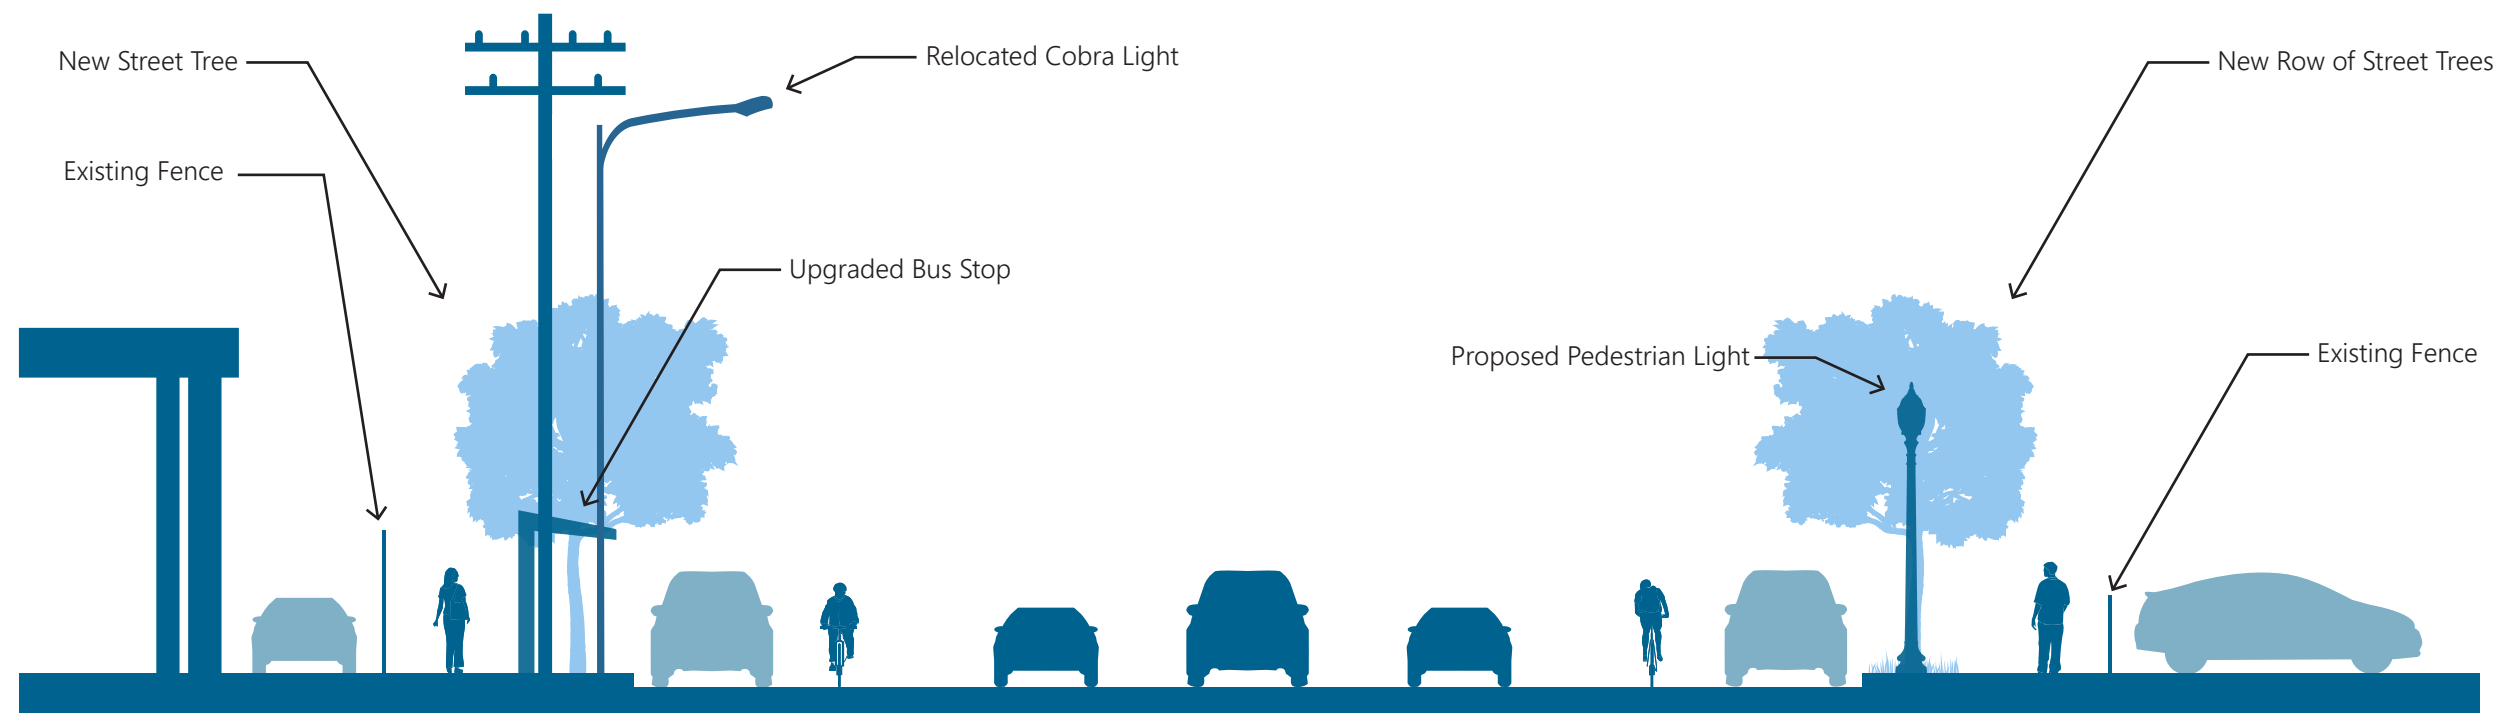 New Street Tree
Relocated Cobra Light
New Row of Street Trees
Existing Fence
Upgraded Bus Stop
Proposed Pedestrian Light
Existing Fence